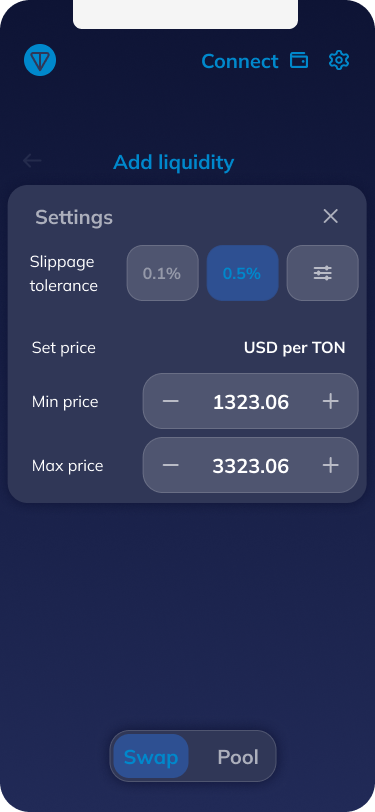 Connect
Add liquidity
Settings
Slippage
tolerance
0.1%
0.5%
Set price
USD per TON
Min price
1323.06
Max price
3323.06
Swap
Pool